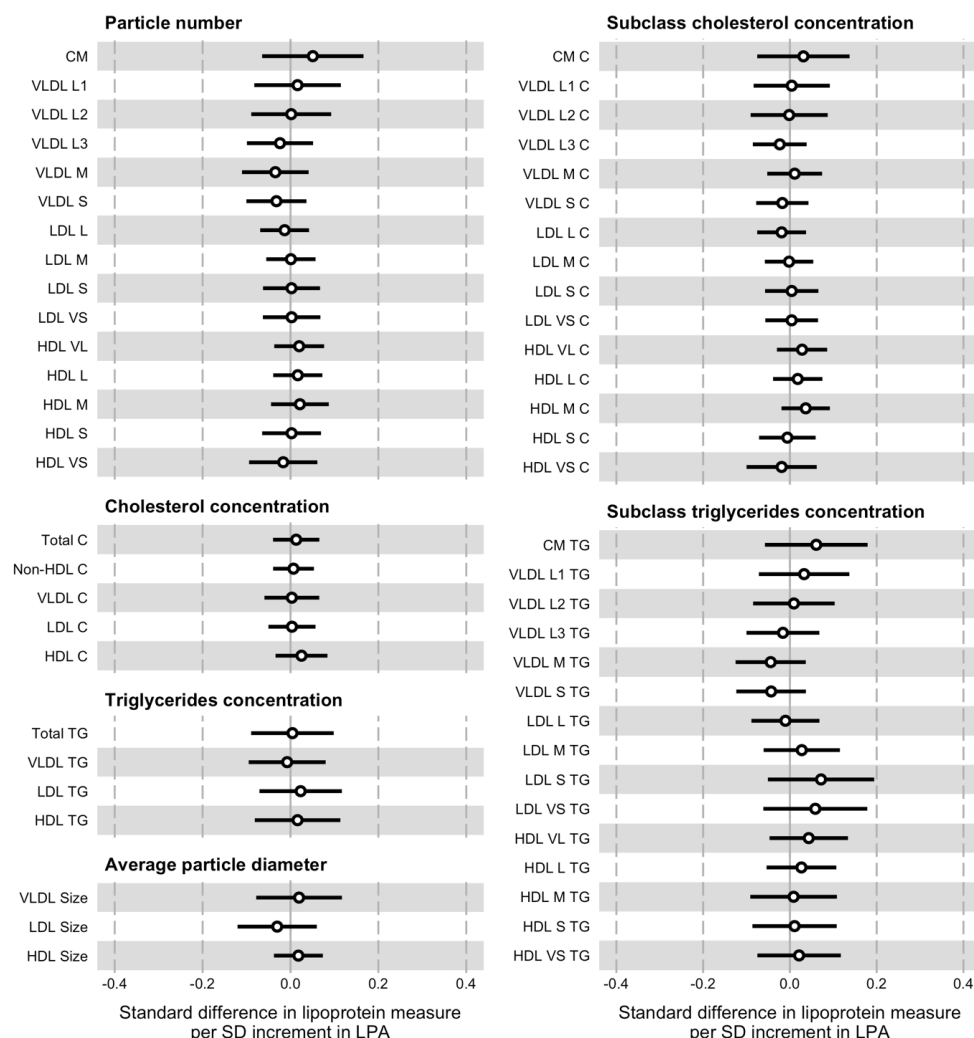 Particle number
CM
VLDL L1
VLDL L2
VLDL L3
VLDL M
VLDL S
LDL L
LDL M
LDL S
LDL VS
HDL VL
HDL L
HDL M
HDL S
HDL VS
Cholesterol concentration
Total C
Non-HDL C
VLDL C
LDL C
HDL C
Triglycerides concentration
Total TG
VLDL TG
LDL TG
HDL TG
Average particle diameter
VLDL Size
LDL Size
HDL Size
-0.4 -0.2 0.0 0.2 0.4
Standard difference in lipoprotein measure
per SD increment in LPA
Subclass cholesterol concentration
CM C
VLDL L1 C
VLDL L2 C
VLDL L3 C
VLDL M C
VLDL S C
LDL L C
LDL M C
LDL S C
LDL VS C
HDL VL C
HDL L C
HDL M C
HDL S C
HDL VS C
Subclass triglycerides concentration
CM TG
VLDL L1 TG
VLDL L2 TG
VLDL L3 TG
VLDL M TG
VLDL S TG
LDL L TG
LDL M TG
LDL S TG
LDL VS TG
HDL VL TG
HDL L TG
HDL M TG
HDL S TG
HDL VS TG
-0.4 -0.2 0.0 0.2 0.4
Standard difference in lipoprotein measure
per SD increment in LPA